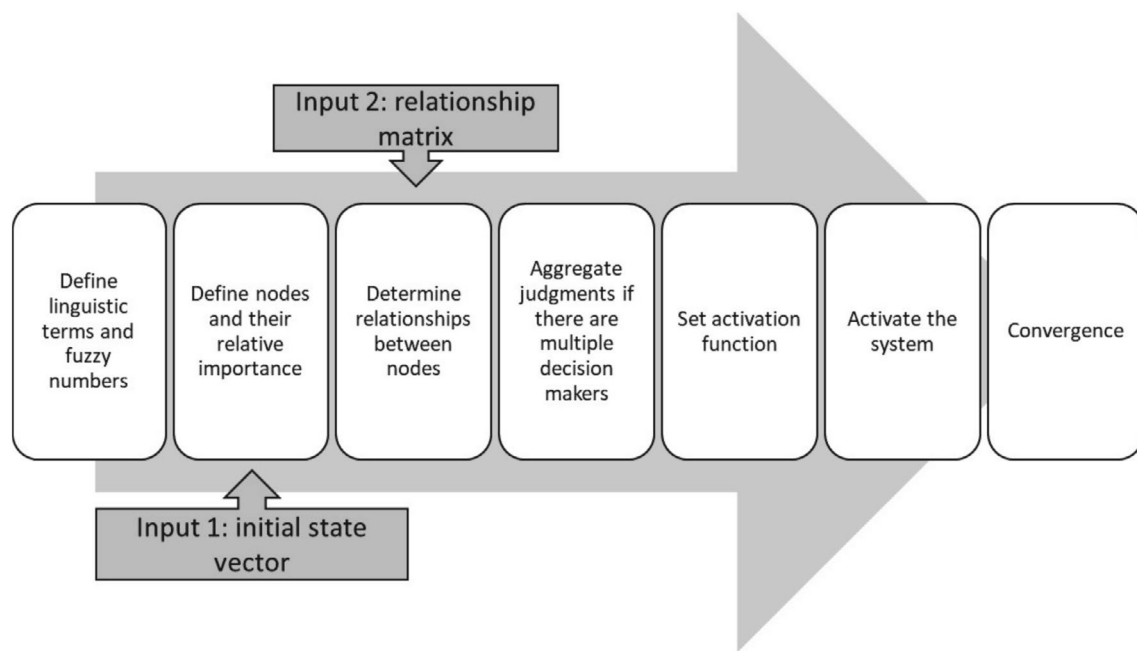 Input 2: relationship
matrix
Define
linguistic
terms and
fuzzy
numbers
Define nodes
and their
relative
importance
Determine
relationships
between
nodes
Aggregate
judgments if
there are
multiple
decision
makers
Set activation
function
Activate the
system
Convergence
Input 1: initial state
vector